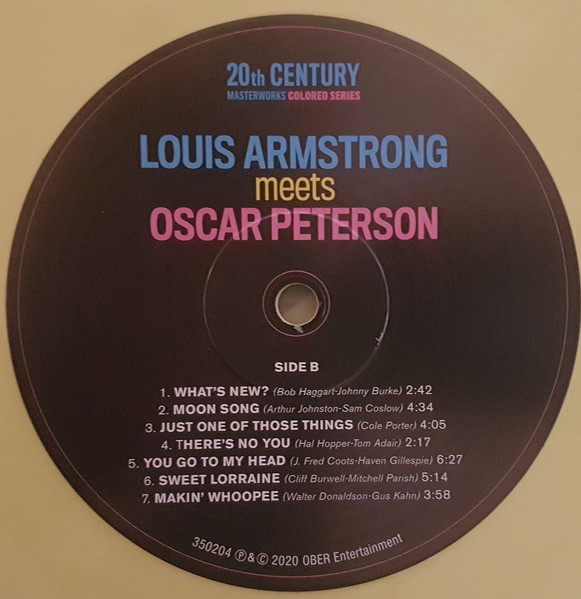 20th CENTURY
MASTERWORKS COLORED SERIES
LOUIS ARMSTRONG
meets
OSCAR PETERSON
SIDE B
1. WHAT'S NEW? (Bob Haggart-Johnny Burke) 2:42
2. MOON SONG (Arthur Johnston-Sam Coslow) 4:34
3. JUST ONE OF THOSE THINGS (Cole Porter) 4:05
4. THERE'S NO YOU (Hal Hopper-Tom Adair) 2:17
5. YOU GO TO MY HEAD (J. Fred Coots-Haven Gillespie) 6:27
6. SWEET LORRAINE (Cliff Burwell-Mitchell Parish) 5:14
7. MAKIN' WHOOPEE (Walter Donaldson-Gus Kahn) 3:58
350204 ℗&© 2020 OBER Entertainment